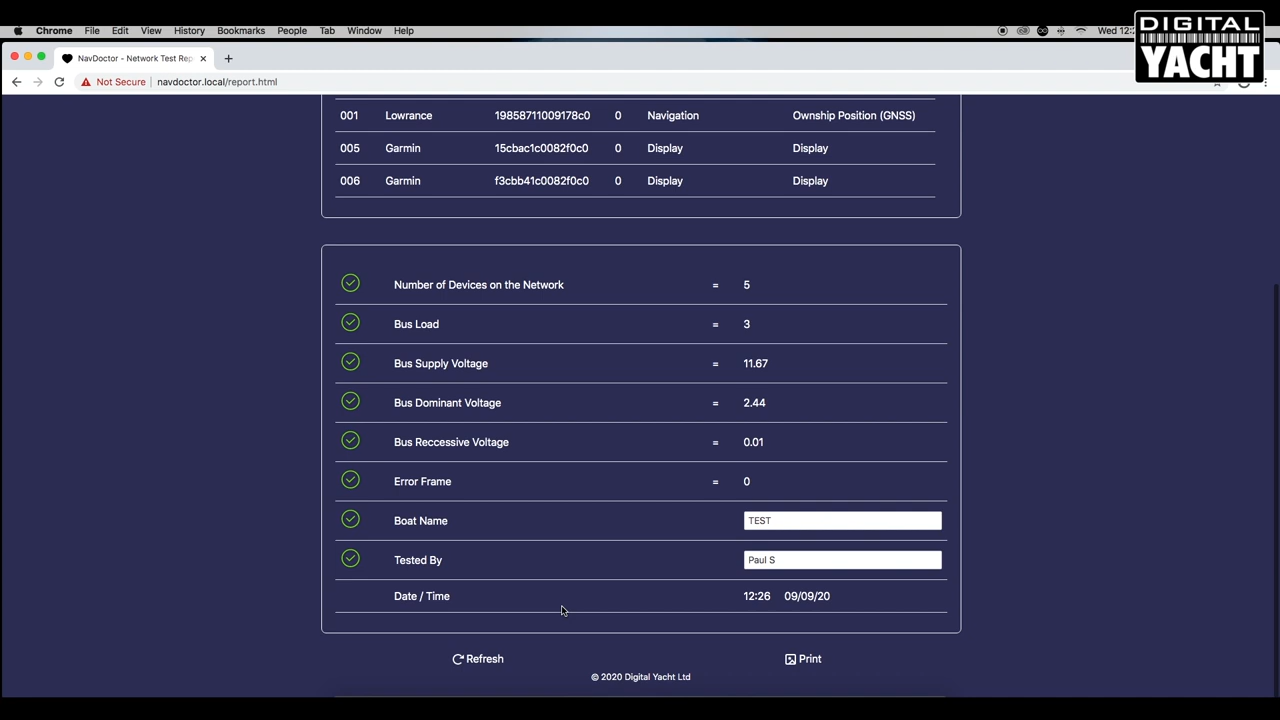 Chrome File Edit View History Bookmarks People Tab Window Help Wed 12:2
DIGITAL
YACHT
NavDoctor - Network Test Rep
Not Secure | navdoctor.local/report.html
001 Lowrance 19858711009178c0 0 Navigation Ownship Position (GNSS)
005 Garmin 15cbac1c0082f0c0 0 Display Display
006 Garmin f3cbb41c0082f0c0 0 Display Display
Number of Devices on the Network = 5
Bus Load = 3
Bus Supply Voltage = 11.67
Bus Dominant Voltage = 2.44
Bus Reccessive Voltage = 0.01
Error Frame = 0
Boat Name TEST
Tested By Paul S
Date / Time 12:26 09/09/20
Refresh Print
© 2020 Digital Yacht Ltd